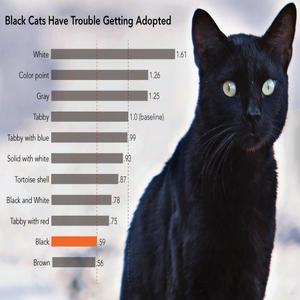 Black Cats Have Trouble Getting Adopted
White 1.61
Color point 1.26
Gray 1.25
Tabby 1.0 (baseline)
Tabby with blue .99
Solid with white .93
Tortoise shell .87
Black and White .78
Tabby with red .75
Black .59
Brown .56